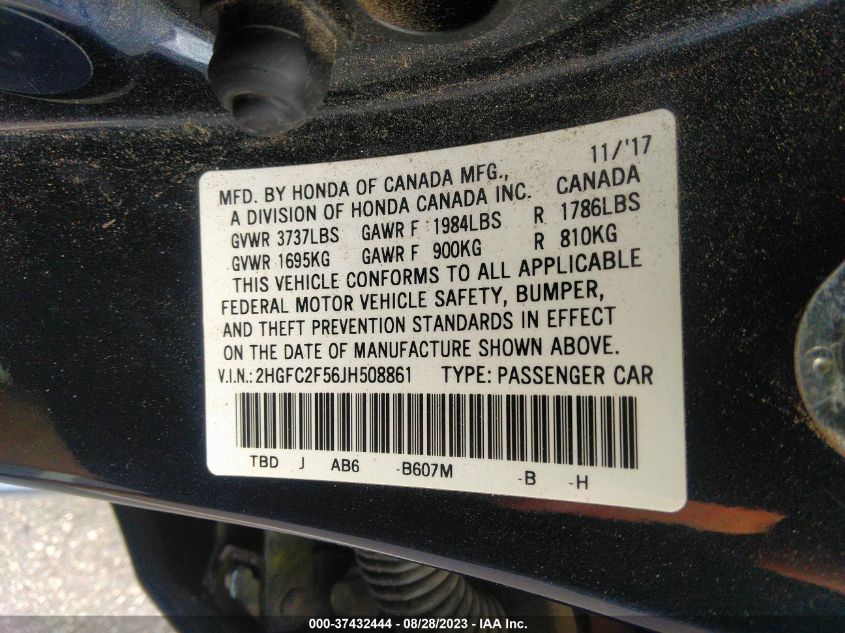 11/'17
MFD. BY HONDA OF CANADA MFG., CANADA
A DIVISION OF HONDA CANADA INC.
GVWR 3737LBS GAWR F 1984LBS R 1786LBS
GVWR 1695KG GAWR F 900KG R 810KG
THIS VEHICLE CONFORMS TO ALL APPLICABLE
FEDERAL MOTOR VEHICLE SAFETY, BUMPER,
AND THEFT PREVENTION STANDARDS IN EFFECT
ON THE DATE OF MANUFACTURE SHOWN ABOVE.
V.I.N.: 2HGFC2F56JH508861 TYPE: PASSENGER CAR
TBD J AB6 -B607M -B -H
000-37432444 - 08/28/2023 - IAA Inc.